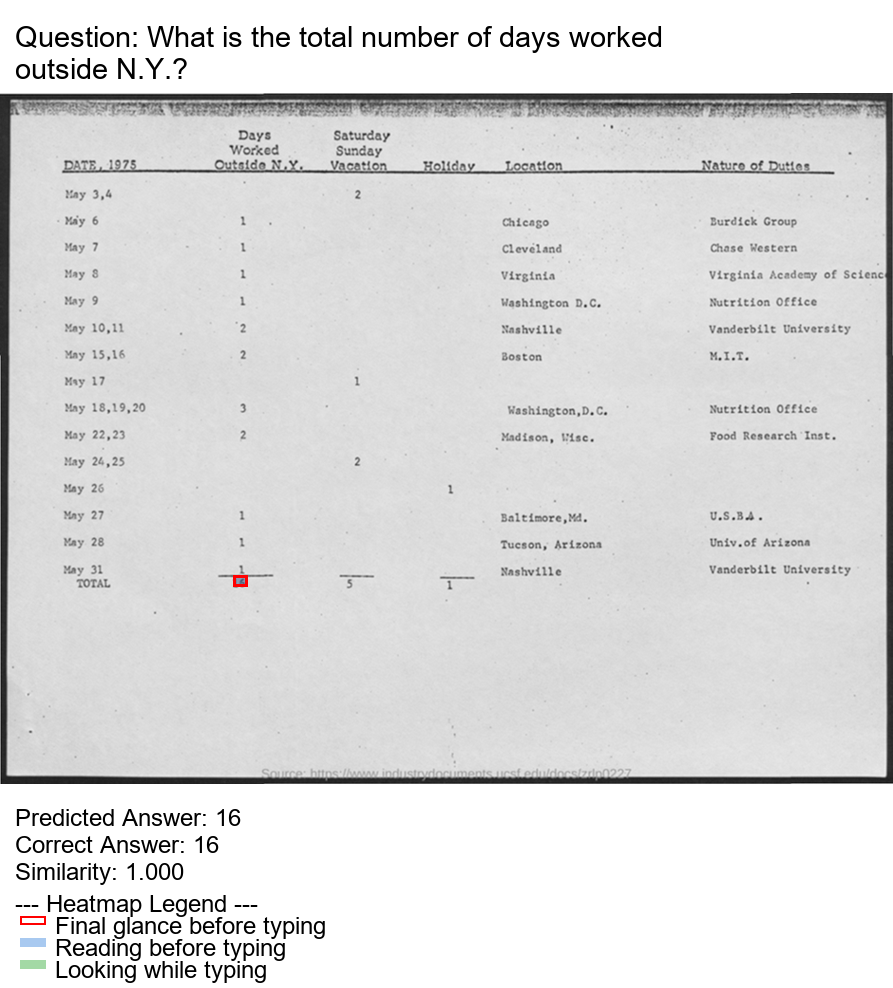 Question: What is the total number of days worked
outside N.Y.?
Days Saturday
Worked Sunday
DATE, 1975 Outside N.Y. Vacation Holiday Location Nature of Duties
May 3,4 2
May 6 1 Chicago Burdick Group
May 7 1 Cleveland Chase Western
May 8 1 Virginia Virginia Academy of Scienc
May 9 1 Washington D.C. Nutrition Office
May 10,11 2 Nashville Vanderbilt University
May 15,16 2 Boston M.I.T.
May 17 1
May 18,19,20 3 Washington,D.C. Nutrition Office
May 22,23 2 Madison, Wisc. Food Research Inst.
May 24,25 2
May 26 1
May 27 1 Baltimore,Md.
May 28 1 Tucson, Arizona Univ.of Arizona
May 31 1 Nashville Vanderbilt University
TOTAL 5 1
Source: https://www.industrydocuments.ucsf.edu/docs/zrlp0227
Predicted Answer: 16
Correct Answer: 16
Similarity: 1.000
--- Heatmap Legend ---
Final glance before typing
Reading before typing
Looking while typing